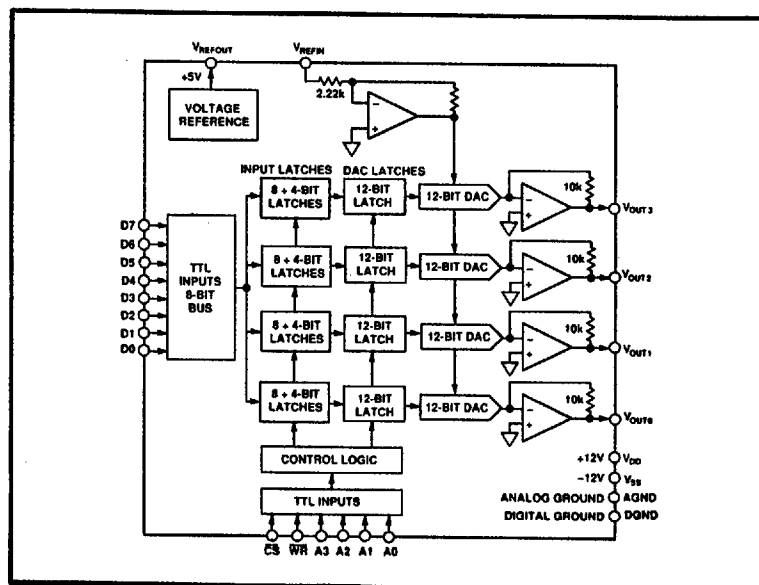 VREFOUT
VREFIN
+5V
2.22k
VOLTAGE
REFERENCE
INPUT LATCHES
DAC LATCHES
8 + 4-BIT
LATCHES
12-BIT
LATCH
12-BIT DAC
10k
VOUT3
8 + 4-BIT
LATCHES
12-BIT
LATCH
12-BIT DAC
10k
VOUT2
8 + 4-BIT
LATCHES
12-BIT
LATCH
12-BIT DAC
10k
VOUT1
8 + 4-BIT
LATCHES
12-BIT
LATCH
12-BIT DAC
10k
VOUT0
D7
D6
D5
D4
D3
D2
D1
D0
TTL
INPUTS
8-BIT
BUS
CONTROL LOGIC
TTL INPUTS
+12V VDD
−12V VSS
ANALOG GROUND AGND
DIGITAL GROUND DGND
C̅S̅ W̅R̅ A3 A2 A1 A0